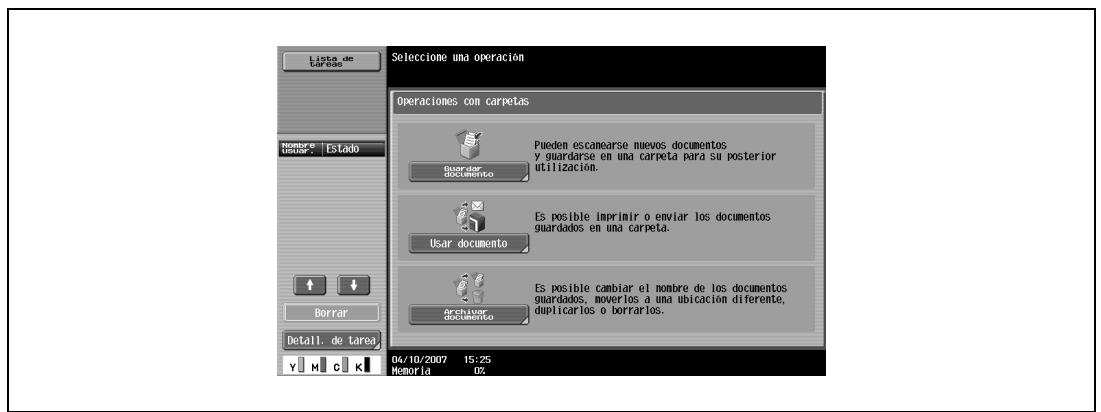 Lista de
tareas
Seleccione una operación
Operaciones con carpetas
Nombre
usuar.
Estado
Guardar
documento
Pueden escanearse nuevos documentos
y guardarse en una carpeta para su posterior
utilización.
Usar documento
Es posible imprimir o enviar los documentos
guardados en una carpeta.
Archivar
documento
Es posible cambiar el nombre de los documentos
guardados, moverlos a una ubicación diferente,
duplicarlos o borrarlos.
Borrar
Detall. de tarea
Y M C K
04/10/2007 15:25
Memoria 0%